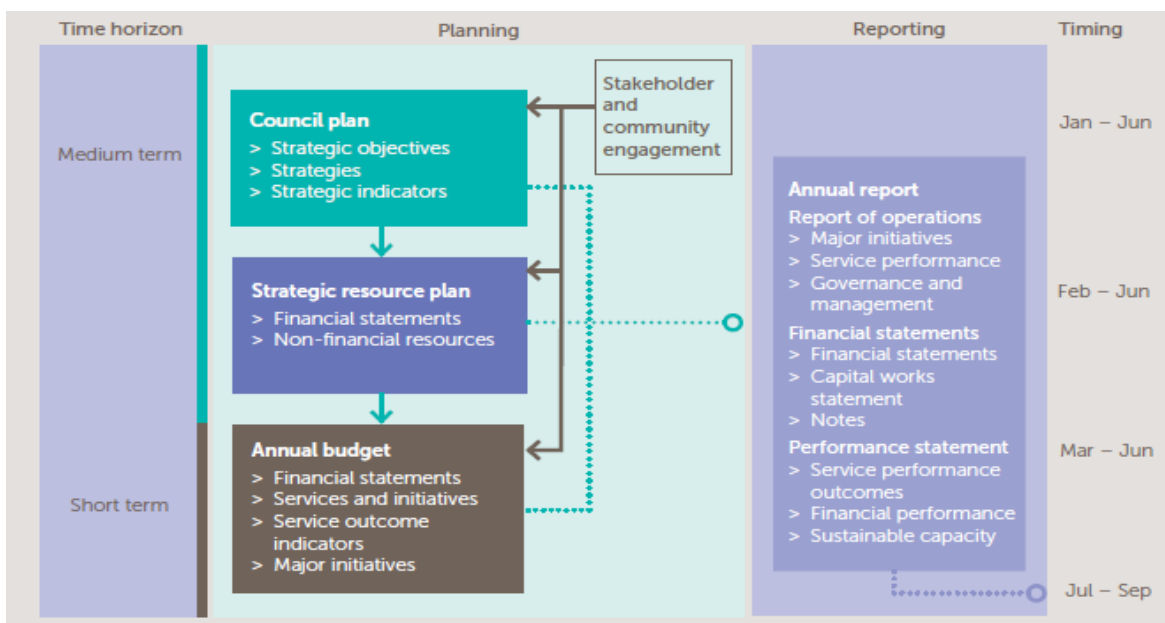 Time horizon
Planning
Reporting
Timing
Medium term
Short term
Council plan
> Strategic objectives
> Strategies
> Strategic indicators
Stakeholder
and
community
engagement
Strategic resource plan
> Financial statements
> Non-financial resources
Annual budget
> Financial statements
> Services and initiatives
> Service outcome
indicators
> Major initiatives
Annual report
Report of operations
> Major initiatives
> Service performance
> Governance and
management
Financial statements
> Financial statements
> Capital works
statement
> Notes
Performance statement
> Service performance
outcomes
> Financial performance
> Sustainable capacity
Jan – Jun
Feb – Jun
Mar – Jun
Jul – Sep